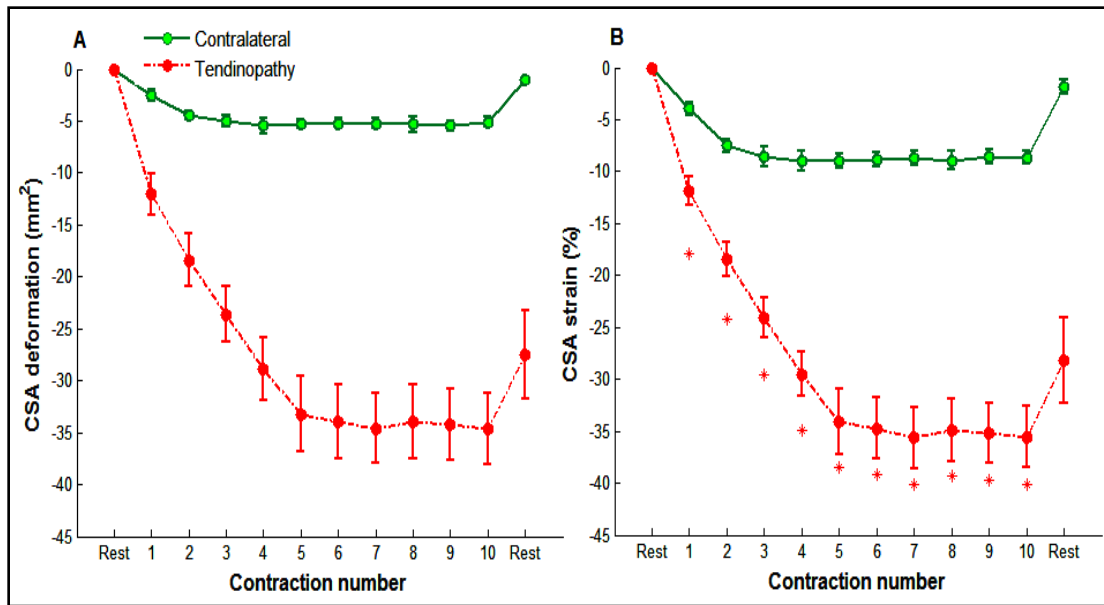 A
Contralateral
Tendinopathy
CSA deformation (mm²)
0
-5
-10
-15
-20
-25
-30
-35
-40
-45
Rest 1 2 3 4 5 6 7 8 9 10 Rest
Contraction number
B
CSA strain (%)
0
-5
-10
-15
-20
-25
-30
-35
-40
-45
Rest 1 2 3 4 5 6 7 8 9 10 Rest
Contraction number